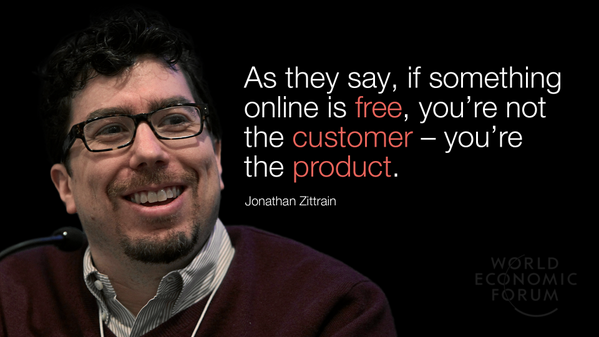 As they say, if something
online is free, you’re not
the customer – you’re
the product.
Jonathan Zittrain
WORLD
ECONOMIC
FORUM